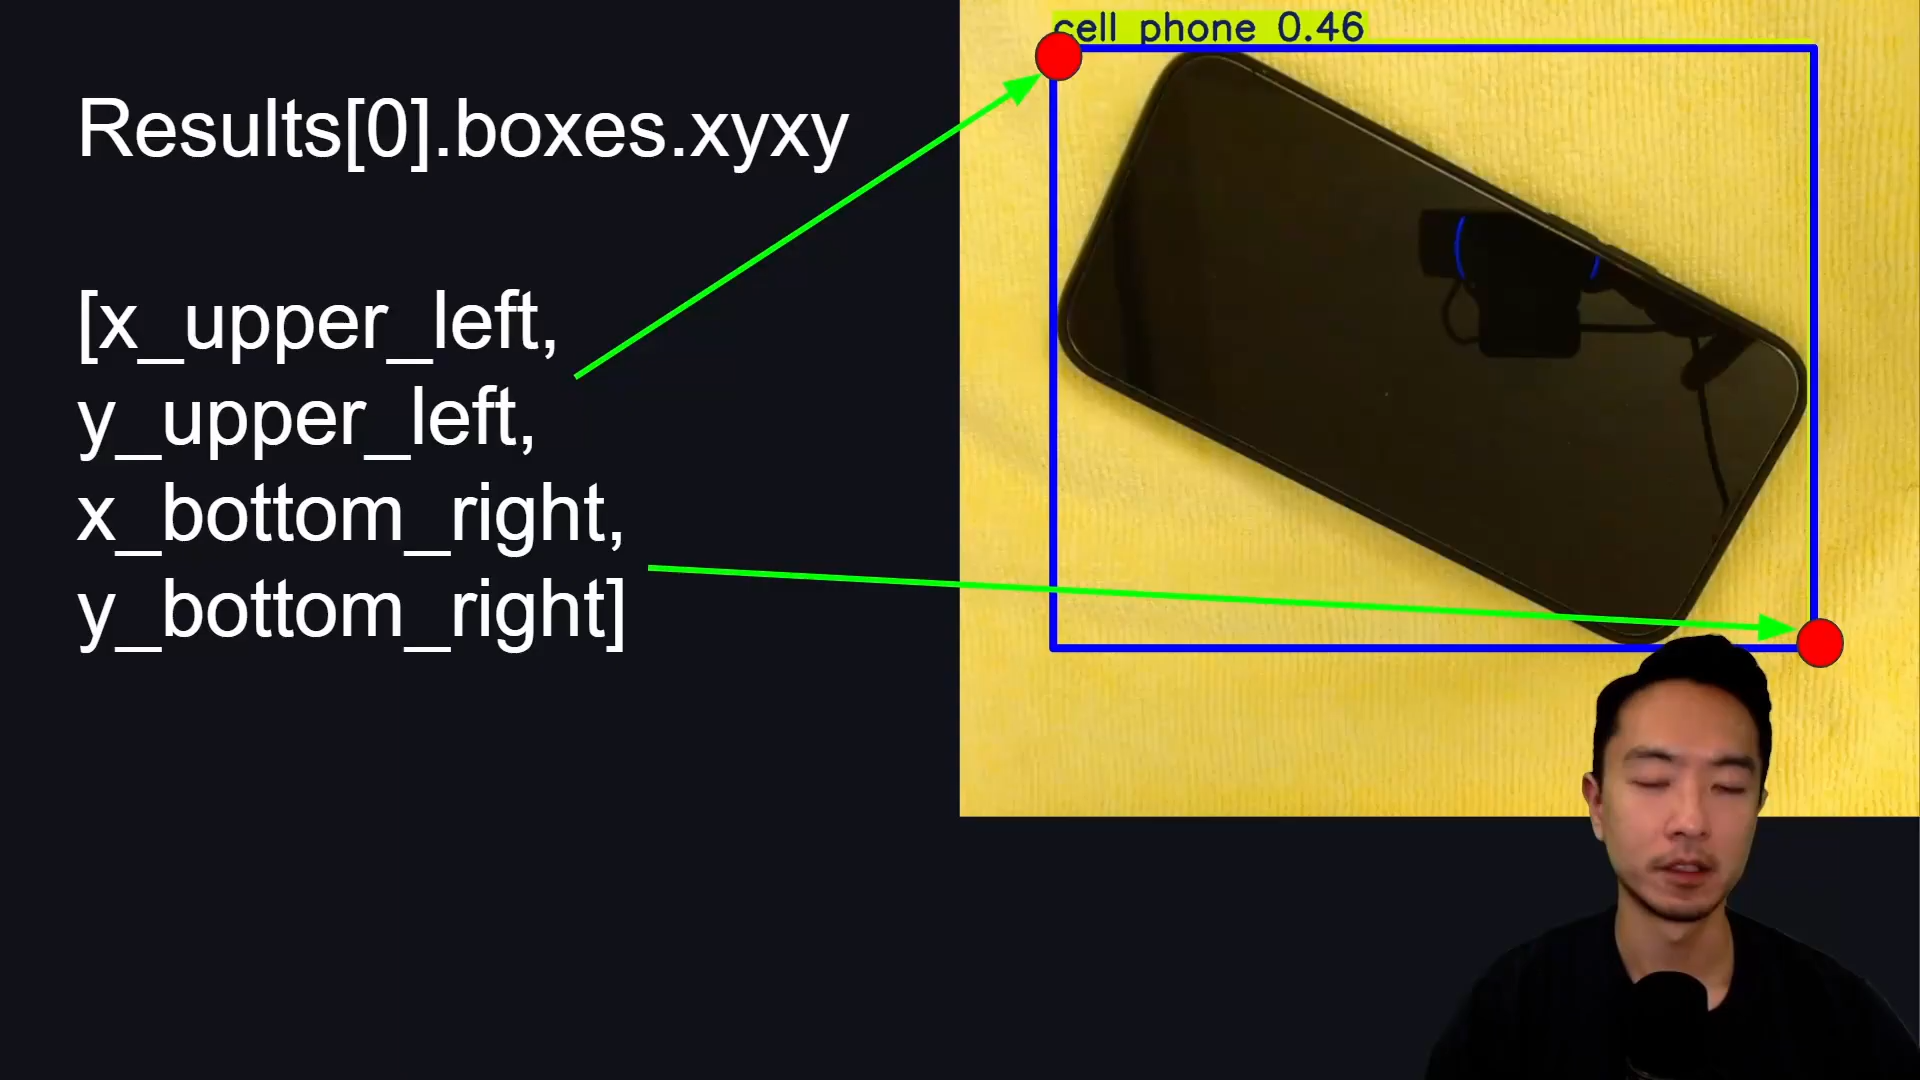 cell phone 0.46
Results[0].boxes.xyxy
[x_upper_left,
y_upper_left,
x_bottom_right,
y_bottom_right]